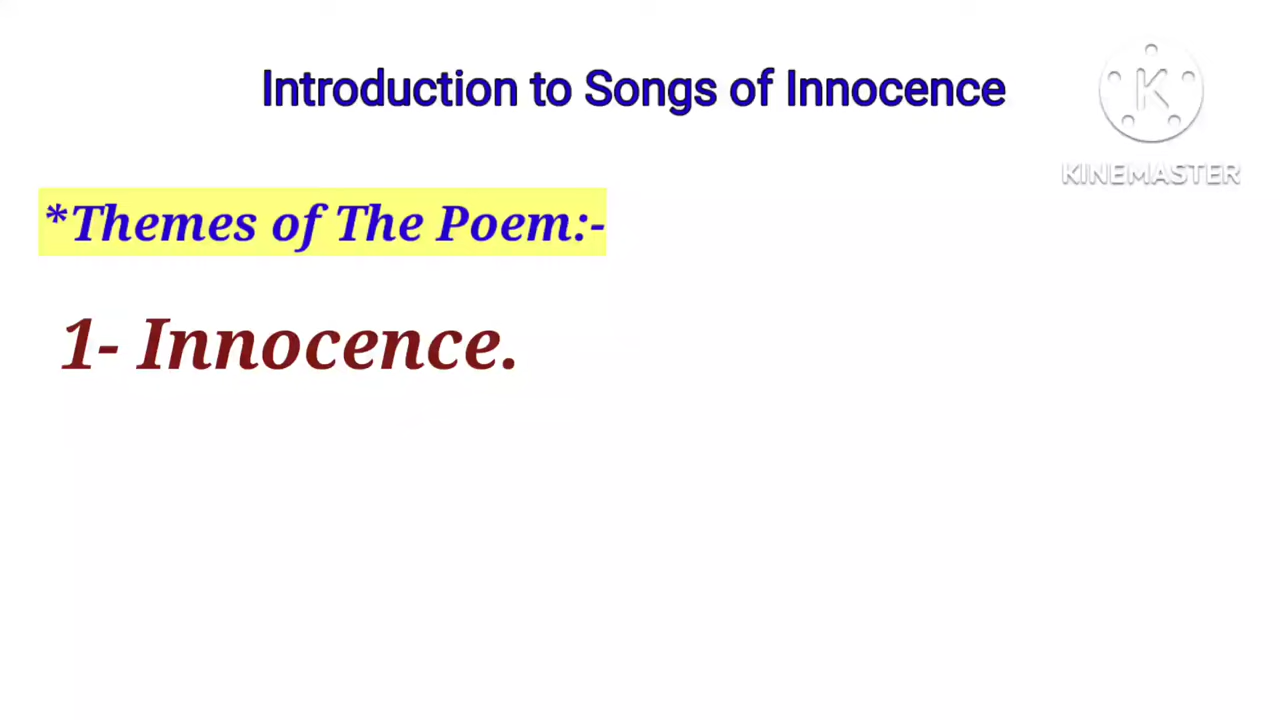 Introduction to Songs of Innocence
K
KINEMASTER
*Themes of The Poem:-
1- Innocence.